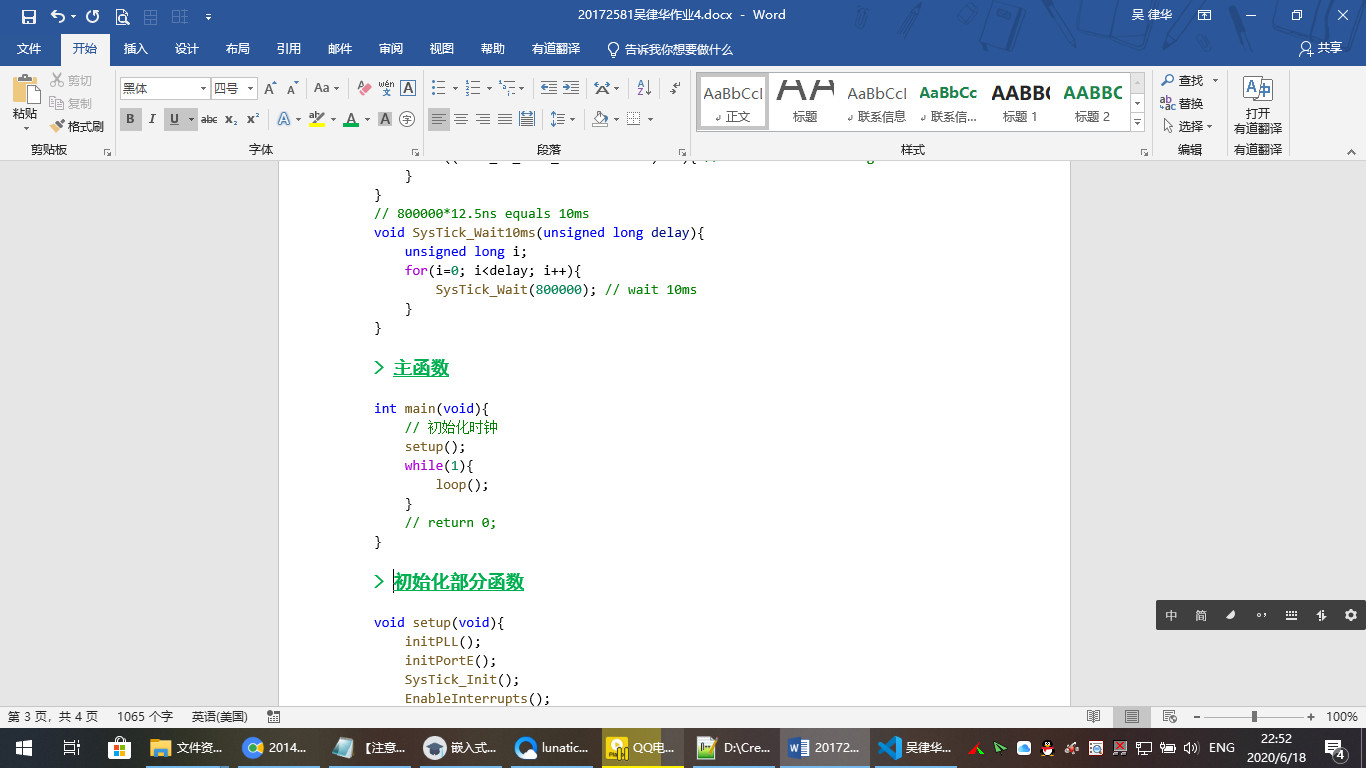 20172581吴律华作业4.docx - Word
吴 律华
文件 开始 插入 设计 布局 引用 邮件 审阅 视图 帮助 有道翻译 告诉我你想要做什么 共享
粘贴
剪切
复制
格式刷
剪贴板
黑体 四号
字体
段落
AaBbCcI AaBbCcI AaBbCc AABBC AABBC
正文 标题 联系信息 联系信... 标题 1 标题 2
样式
查找
替换
选择
编辑
打开
有道翻译
有道翻译
}
}
// 800000*12.5ns equals 10ms
void SysTick_Wait10ms(unsigned long delay){
unsigned long i;
for(i=0; i<delay; i++){
SysTick_Wait(800000); // wait 10ms
}
}
> 主函数
int main(void){
// 初始化时钟
setup();
while(1){
loop();
}
// return 0;
}
> 初始化部分函数
void setup(void){
initPLL();
initPortE();
SysTick_Init();
EnableInterrupts();
中 简
第 3 页，共 4 页 1065 个字 英语(美国) 100%
文件资... 2014... 【注意... 嵌入式... lunatic... QQ电... D:\Cre... 20172... 吴律华... ENG
22:52
2020/6/18
4